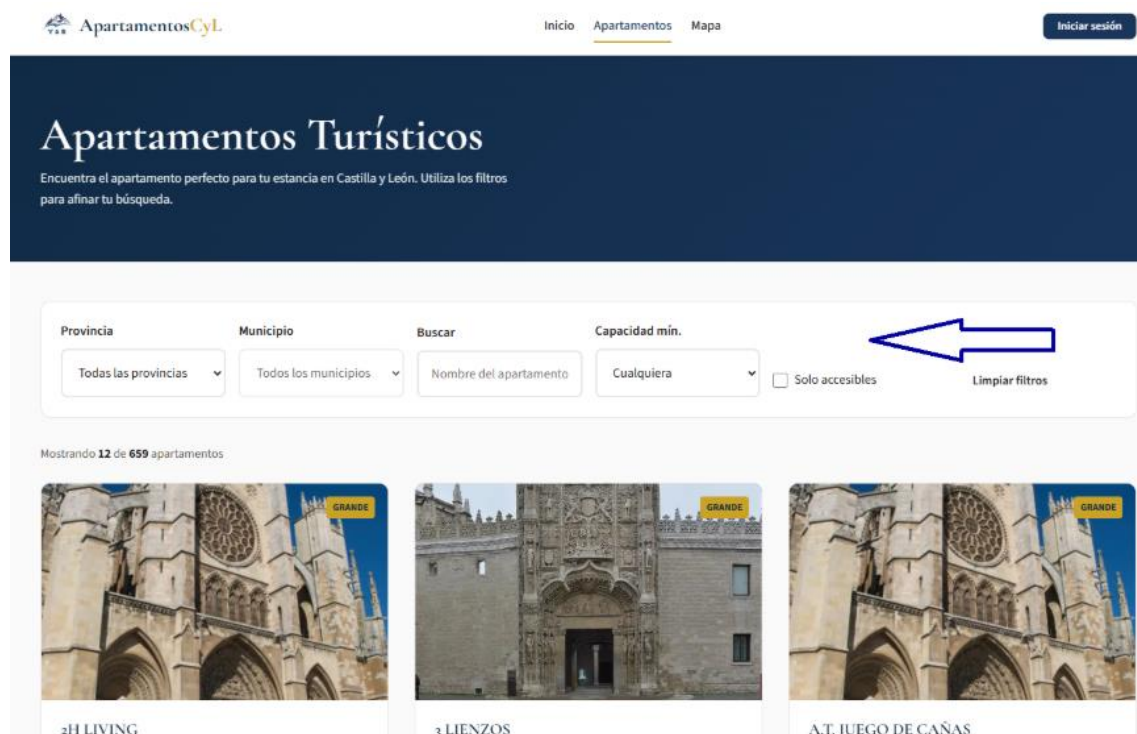 ApartamentosCyL
Inicio Apartamentos Mapa
Iniciar sesión
Apartamentos Turísticos
Encuentra el apartamento perfecto para tu estancia en Castilla y León. Utiliza los filtros
para afinar tu búsqueda.
Provincia Municipio Buscar Capacidad mín.
Todas las provincias Todos los municipios Nombre del apartamento Cualquiera Solo accesibles Limpiar filtros
Mostrando 12 de 659 apartamentos
GRANDE GRANDE GRANDE
2H LIVING 3 LIENZOS A.T. JUEGO DE CAÑAS